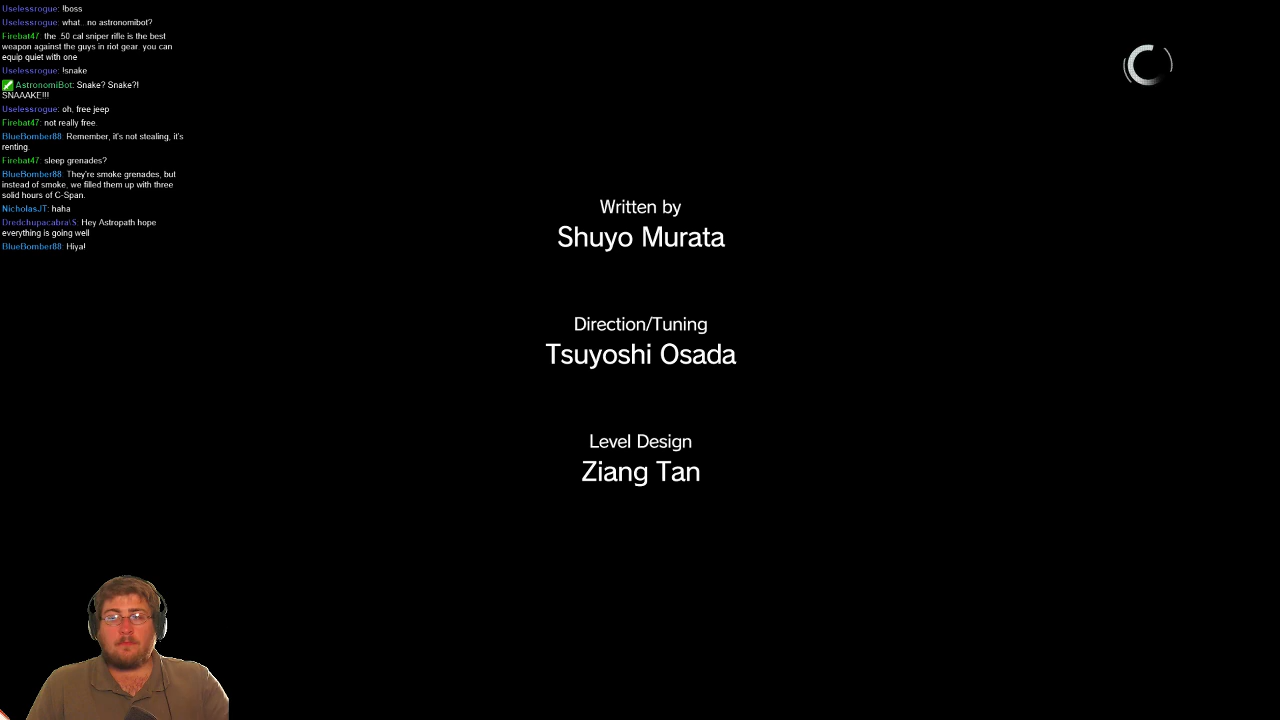 Uselessrogue: !boss
Uselessrogue: what.. no astronomibot?
Firebat47: the .50 cal sniper rifle is the best
weapon against the guys in riot gear. you can
equip quiet with one
Uselessrogue: !snake
AstronomiBot: Snake? Snake?!
SNAAAKE!!!
Uselessrogue: oh, free jeep
Firebat47: not really free.
BlueBomber88: Remember, it's not stealing, it's
renting.
Firebat47: sleep grenades?
BlueBomber88: They're smoke grenades, but
instead of smoke, we filled them up with three
solid hours of C-Span.
NicholasJT: haha
Dredchupacabra\S: Hey Astropath hope
everything is going well
BlueBomber88: Hiya!
Written by
Shuyo Murata
Direction/Tuning
Tsuyoshi Osada
Level Design
Ziang Tan